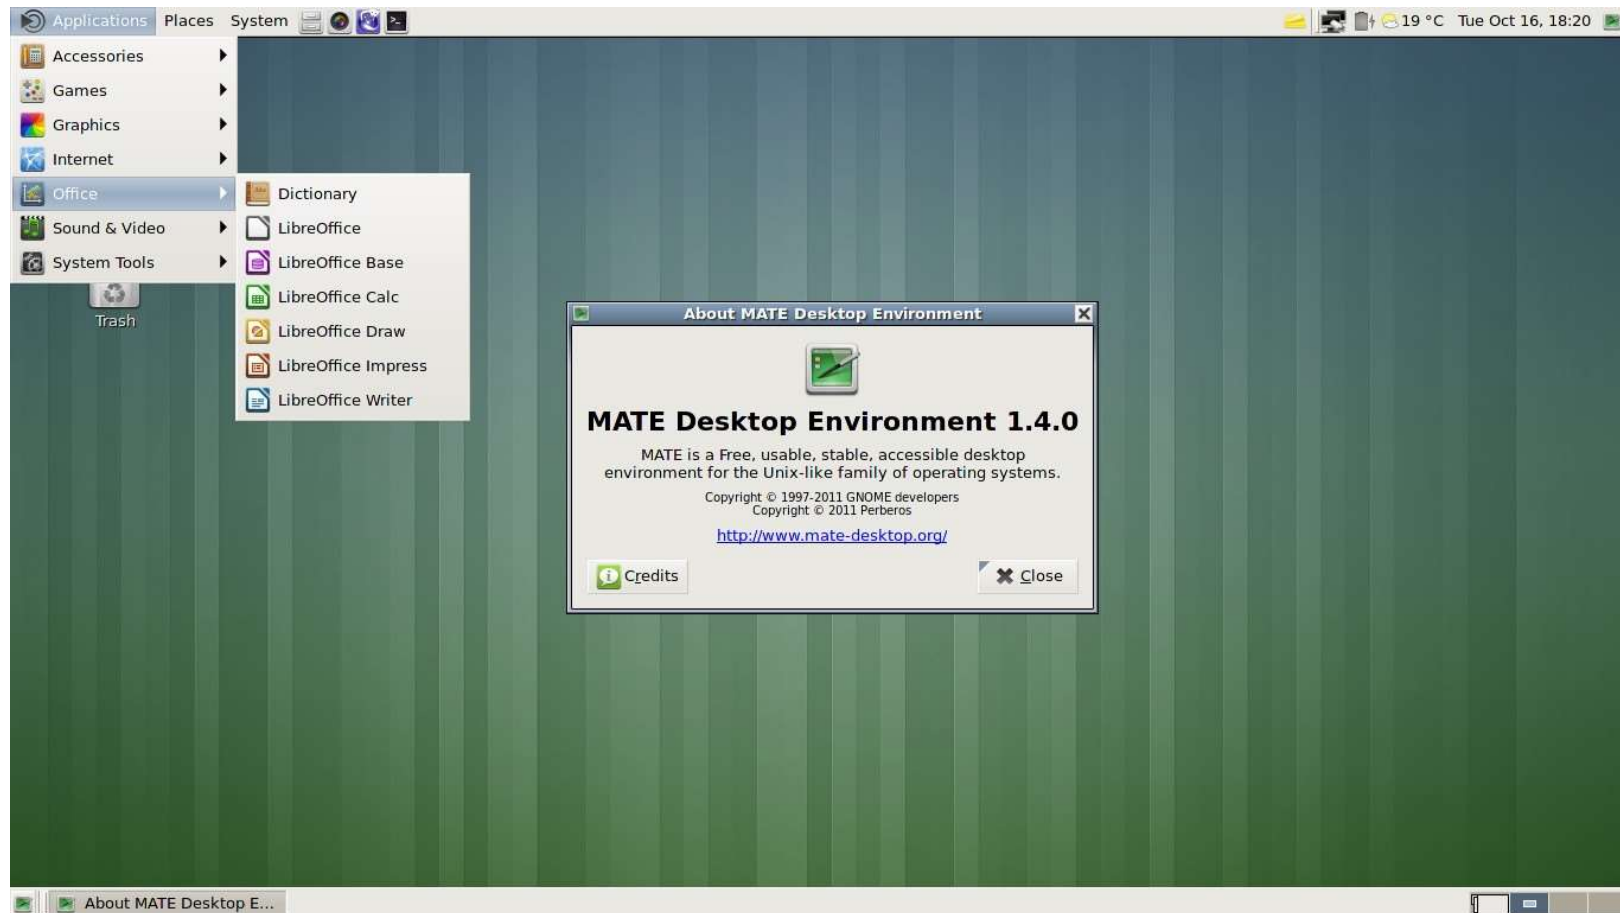 Applications Places System 19 °C Tue Oct 16, 18:20
Accessories
Games
Graphics
Internet
Office
Sound & Video
System Tools
Dictionary
LibreOffice
LibreOffice Base
LibreOffice Calc
LibreOffice Draw
LibreOffice Impress
LibreOffice Writer
Trash
About MATE Desktop Environment
MATE Desktop Environment 1.4.0
MATE is a Free, usable, stable, accessible desktop
environment for the Unix-like family of operating systems.
Copyright © 1997-2011 GNOME developers
Copyright © 2011 Perberos
http://www.mate-desktop.org/
Credits Close
About MATE Desktop E...